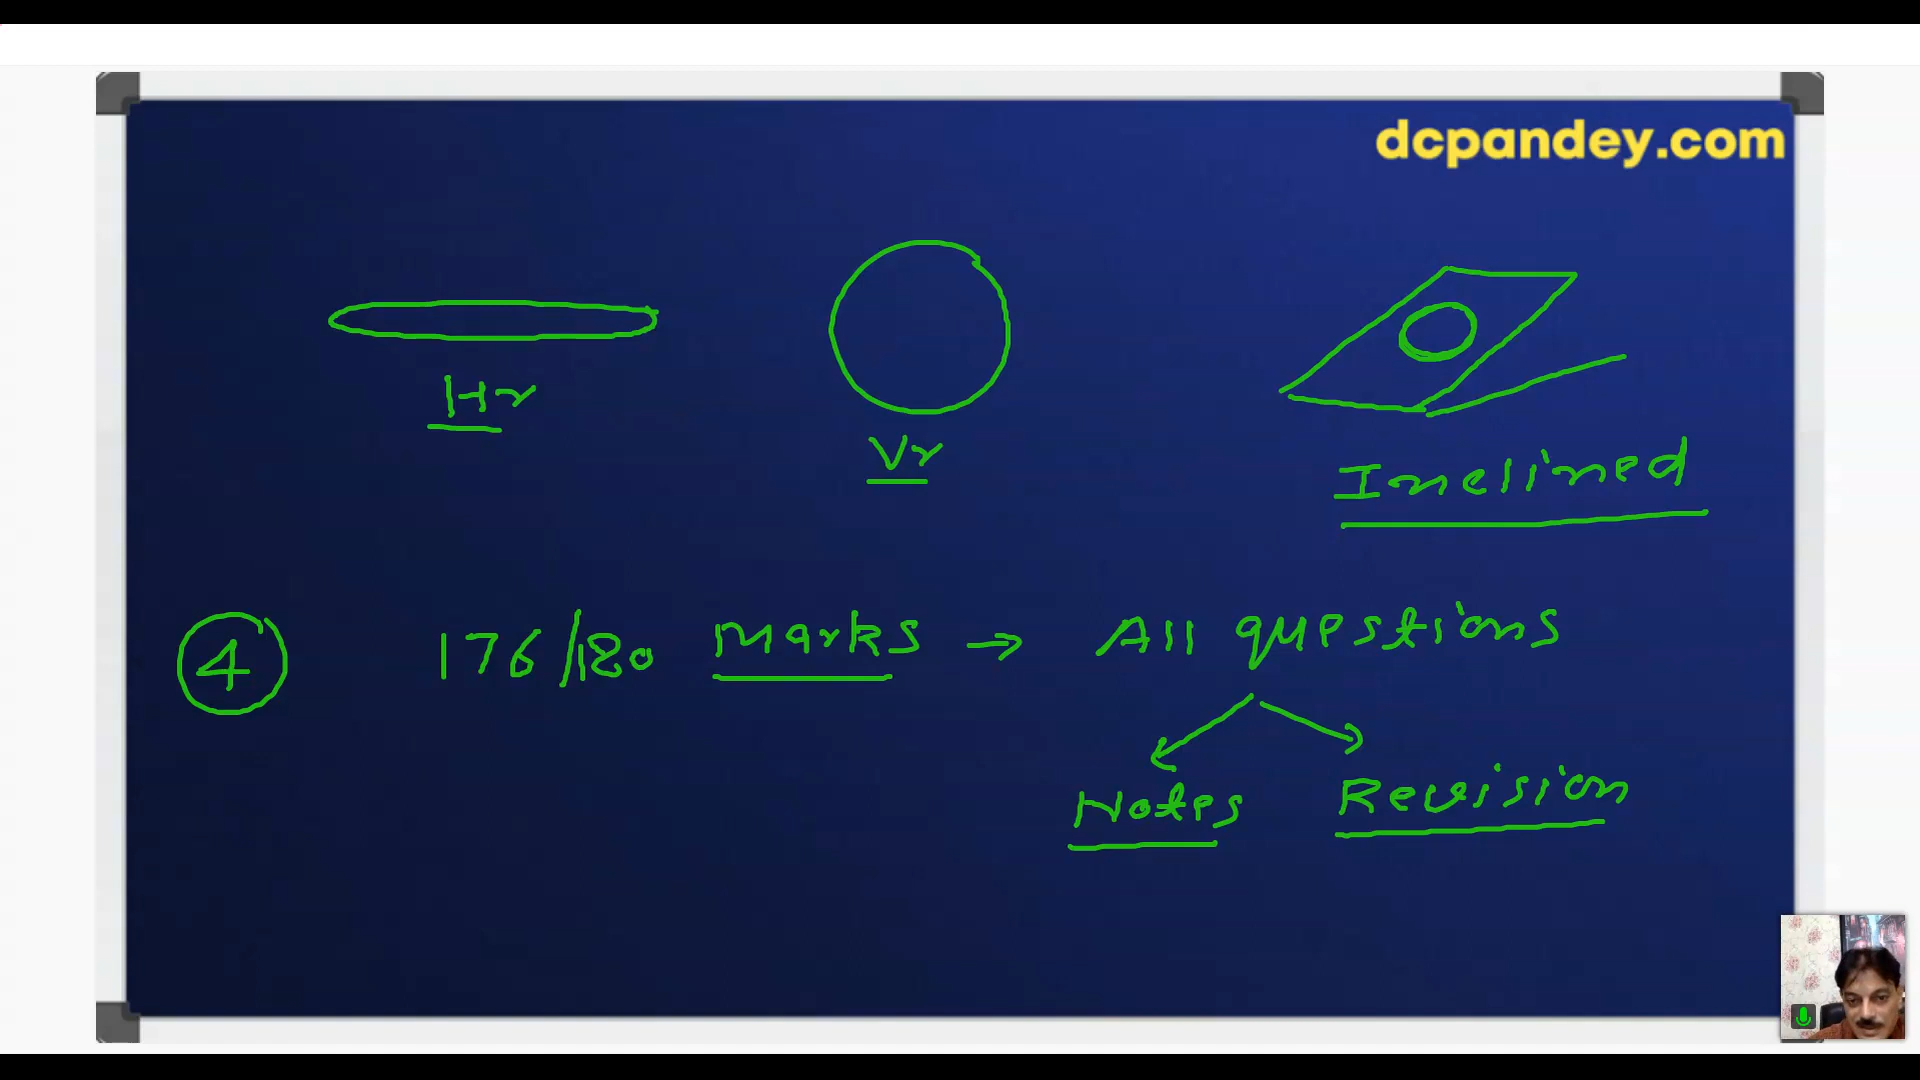 dcpandey.com
Hr
Vr
Inclined
4 176/180 Marks → All questions
Notes Revision